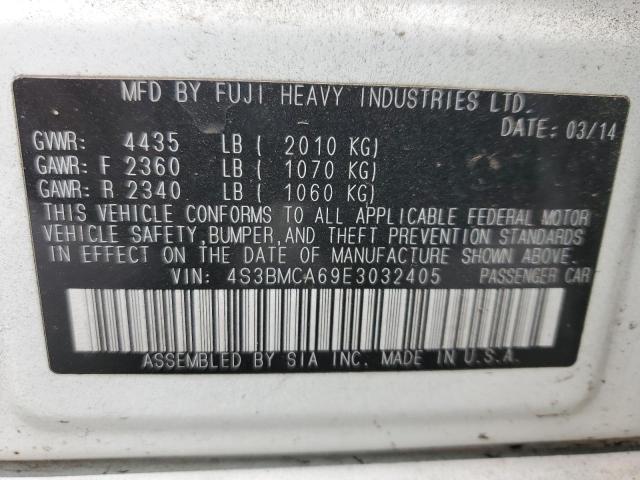 MFD BY FUJI HEAVY INDUSTRIES LTD.
DATE: 03/14
GVWR: 4435 LB ( 2010 KG)
GAWR: F 2360 LB ( 1070 KG)
GAWR: R 2340 LB ( 1060 KG)
THIS VEHICLE CONFORMS TO ALL APPLICABLE FEDERAL MOTOR
VEHICLE SAFETY,BUMPER,AND THEFT PREVENTION STANDARDS
IN EFFECT ON THE DATE OF MANUFACTURE SHOWN ABOVE.
VIN: 4S3BMCA69E3032405 PASSENGER CAR
ASSEMBLED BY SIA INC. MADE IN U.S.A.